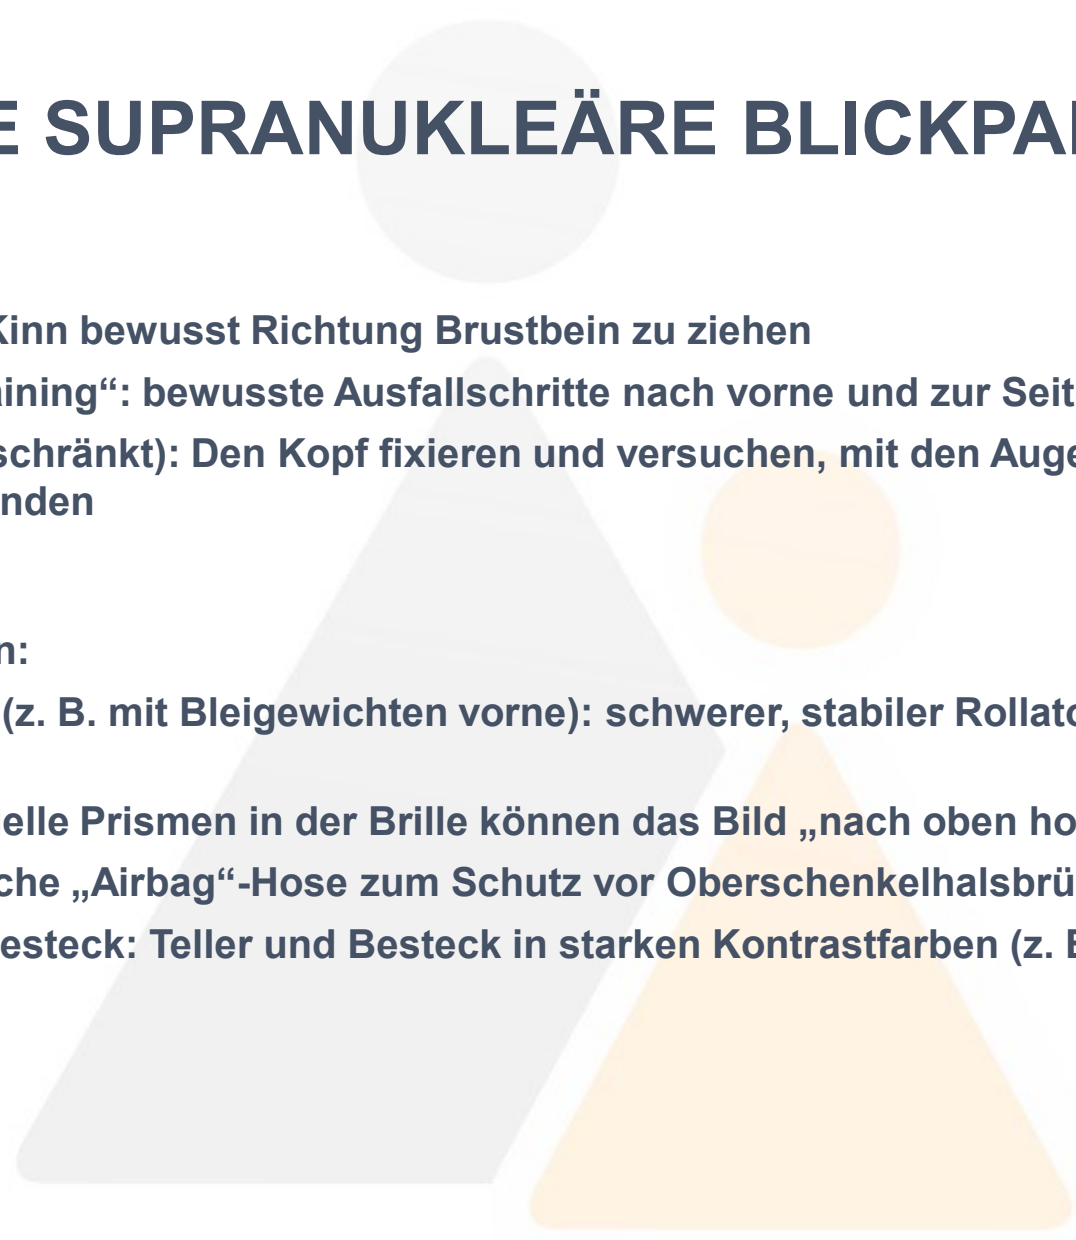 E SUPRANUKLEÄRE BLICKPA
Kinn bewusst Richtung Brustbein zu ziehen
aining“: bewusste Ausfallschritte nach vorne und zur Seit
schränkt): Den Kopf fixieren und versuchen, mit den Auge
nden
n:
(z. B. mit Bleigewichten vorne): schwerer, stabiler Rollato
elle Prismen in der Brille können das Bild „nach oben ho
che „Airbag“-Hose zum Schutz vor Oberschenkelhalsbrü
esteck: Teller und Besteck in starken Kontrastfarben (z. B